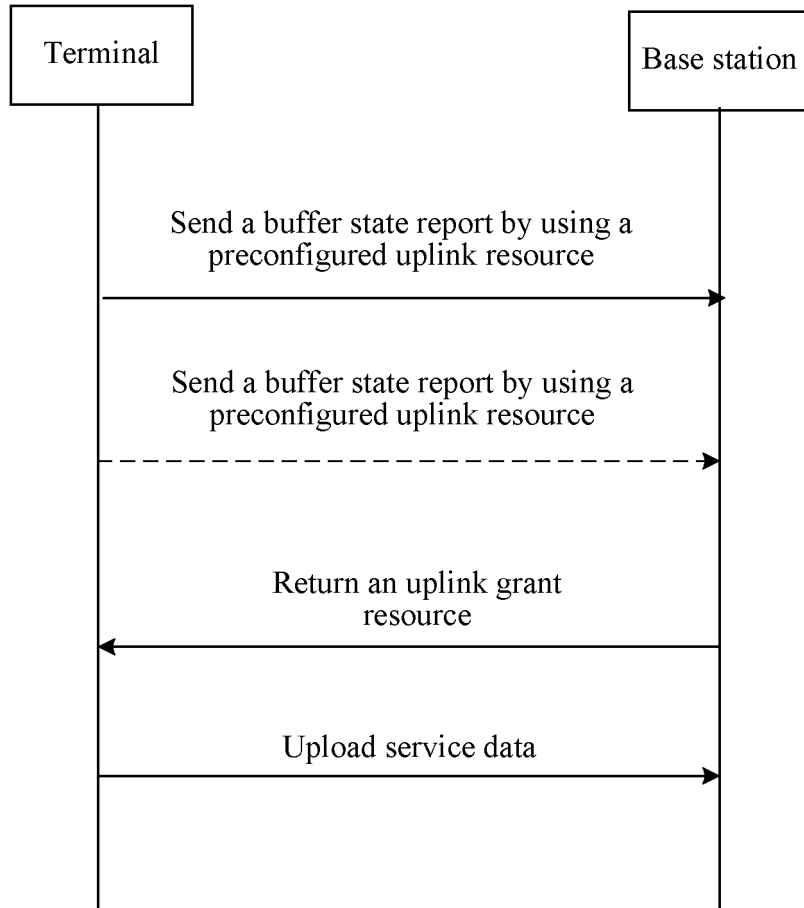 Terminal
Base station
Send a buffer state report by using a
preconfigured uplink resource
Send a buffer state report by using a
preconfigured uplink resource
Return an uplink grant
resource
Upload service data